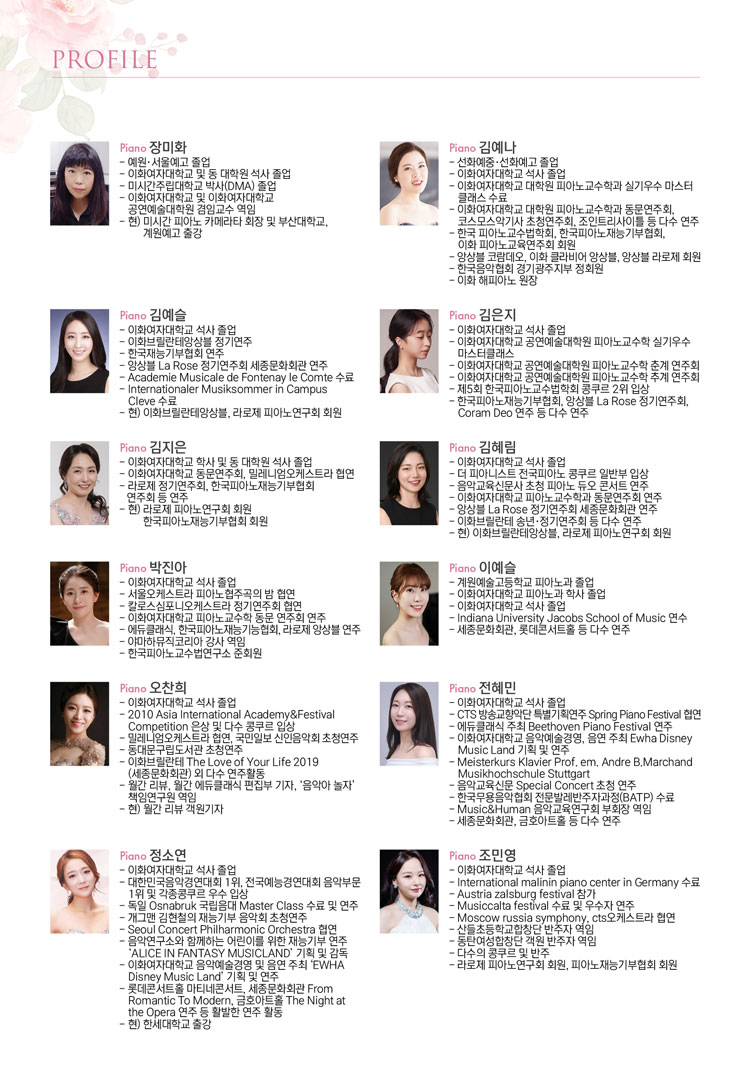 PROFILE
Piano 장미화
- 예원·서울예고 졸업
- 이화여자대학교 및 동 대학원 석사 졸업
- 미시간주립대학교 박사(DMA) 졸업
- 이화여자대학교 및 이화여자대학교
공연예술대학원 겸임교수 역임
- 현) 미시간 피아노 카메라타 회장 및 부산대학교,
계원예고 출강
Piano 김예나
- 선화예중·선화예고 졸업
- 이화여자대학교 석사 졸업
- 이화여자대학교 대학원 피아노교수학과 실기우수 마스터
클래스 수료
- 이화여자대학교 대학원 피아노교수학과 동문연주회,
코스모스악기사 초청연주회, 조인트리사이틀 등 다수 연주
- 한국 피아노교수법학회, 한국피아노재능기부협회,
이화 피아노교육연주회 회원
- 앙상블 코람데오, 이화 클라비어 앙상블, 앙상블 라로제 회원
- 한국음악협회 경기광주지부 정회원
- 이화 해피아노 원장
Piano 김예슬
- 이화여자대학교 석사 졸업
- 이화브릴란테앙상블 정기연주
- 한국재능기부협회 연주
- 앙상블 La Rose 정기연주회 세종문화회관 연주
- Academie Musicale de Fontenay le Comte 수료
- Internationaler Musiksommer in Campus
Cleve 수료
- 현) 이화브릴란테앙상블, 라로제 피아노연구회 회원
Piano 김은지
- 이화여자대학교 석사 졸업
- 이화여자대학교 공연예술대학원 피아노교수학 실기우수
마스터클래스
- 이화여자대학교 공연예술대학원 피아노교수학 춘계 연주회
- 이화여자대학교 공연예술대학원 피아노교수학 추계 연주회
- 제5회 한국피아노교수법학회 콩쿠르 2위 입상
- 한국피아노재능기부협회, 앙상블 La Rose 정기연주회,
Coram Deo 연주 등 다수 연주
Piano 김지은
- 이화여자대학교 학사 및 동 대학원 석사 졸업
- 이화여자대학교 동문연주회, 밀레니엄오케스트라 협연
- 라로제 정기연주회, 한국피아노재능기부협회
연주회 등 연주
- 현) 라로제 피아노연구회 회원
한국피아노재능기부협회 회원
Piano 김혜림
- 이화여자대학교 석사 졸업
- 더 피아니스트 전국피아노 콩쿠르 일반부 입상
- 음악교육신문사 초청 피아노 듀오 콘서트 연주
- 이화여자대학교 피아노교수학과 동문연주회 연주
- 앙상블 La Rose 정기연주회 세종문화회관 연주
- 이화브릴란테 송년·정기연주회 등 다수 연주
- 현) 이화브릴란테앙상블, 라로제 피아노연구회 회원
Piano 박진아
- 이화여자대학교 석사 졸업
- 서울오케스트라 피아노협주곡의 밤 협연
- 칼로스심포니오케스트라 정기연주회 협연
- 이화여자대학교 피아노교수학 동문 연주회 연주
- 에듀클래식, 한국피아노재능기능협회, 라로제 앙상블 연주
- 야마하뮤직코리아 강사 역임
- 한국피아노교수법연구소 준회원
Piano 이예슬
- 계원예술고등학교 피아노과 졸업
- 이화여자대학교 피아노과 학사 졸업
- 이화여자대학교 석사 졸업
- Indiana University Jacobs School of Music 연수
- 세종문화회관, 롯데콘서트홀 등 다수 연주
Piano 오찬희
- 이화여자대학교 석사 졸업
- 2010 Asia International Academy&Festival
Competition 은상 및 다수 콩쿠르 입상
- 밀레니엄오케스트라 협연, 국민일보 신인음악회 초청연주
- 동대문구립도서관 초청연주
- 이화브릴란테 The Love of Your Life 2019
(세종문화회관) 외 다수 연주활동
- 월간 리뷰, 월간 에듀클래식 편집부 기자, '음악아 놀자'
책임연구원 역임
- 현) 월간 리뷰 객원기자
Piano 전혜민
- 이화여자대학교 석사 졸업
- CTS 방송교향악단 특별기획연주 Spring Piano Festival 협연
- 에듀클래식 주최 Beethoven Piano Festival 연주
- 이화여자대학교 음악예술경영, 음연 주최 Ewha Disney
Music Land 기획 및 연주
- Meisterkurs Klavier Prof. em. Andre B.Marchand
Musikhochschule Stuttgart
- 음악교육신문 Special Concert 초청 연주
- 한국무용음악협회 전문발레반주자과정(BATP) 수료
- Music&Human 음악교육연구회 부회장 역임
- 세종문화회관, 금호아트홀 등 다수 연주
Piano 정소연
- 이화여자대학교 석사 졸업
- 대한민국음악경연대회 1위, 전국예능경연대회 음악부문
1위 및 각종콩쿠르 우수 입상
- 독일 Osnabruk 국립음대 Master Class 수료 및 연주
- 개그맨 김현철의 재능기부 음악회 초청연주
- Seoul Concert Philharmonic Orchestra 협연
- 음악연구소와 함께하는 어린이를 위한 재능기부 연주
'ALICE IN FANTASY MUSICLAND' 기획 및 감독
- 이화여자대학교 음악예술경영 및 음연 주최 'EWHA
Disney Music Land' 기획 및 연주
- 롯데콘서트홀 마티네콘서트, 세종문화회관 From
Romantic To Modern, 금호아트홀 The Night at
the Opera 연주 등 활발한 연주 활동
- 현) 한세대학교 출강
Piano 조민영
- 이화여자대학교 석사 졸업
- International malinin piano center in Germany 수료
- Austria zalsburg festival 참가
- Musiccalta festival 수료 및 우수자 연주
- Moscow russia symphony, cts오케스트라 협연
- 산들초등학교합창단 반주자 역임
- 동탄여성합창단 객원 반주자 역임
- 다수의 콩쿠르 및 반주
- 라로제 피아노연구회 회원, 피아노재능기부협회 회원